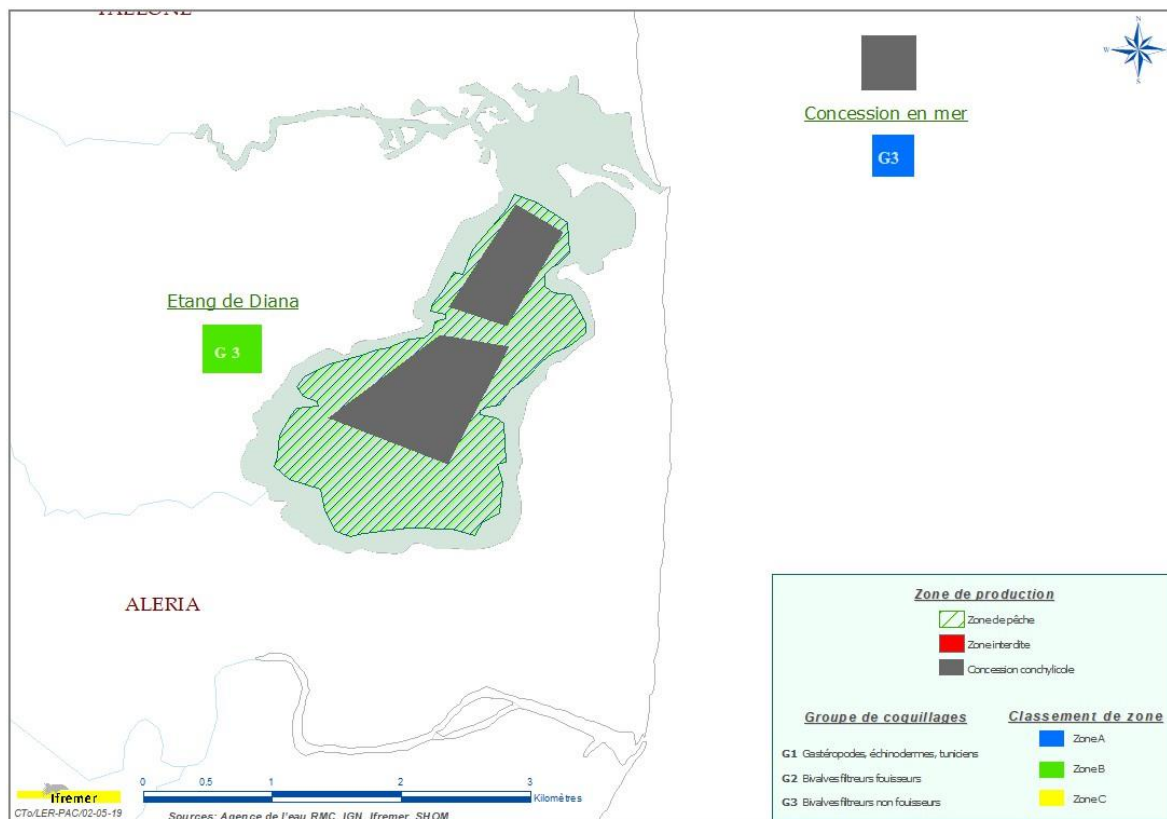 TALLONE
N
W
Concession en mer
G3
Etang de Diana
G 3
ALERIA
Zone de production
Zone de pêche
Zone interdite
Concession conchylicole
Groupe de coquillages
Classement de zone
G1 Gastéropodes, échinodermes, tuniciers
Zone A
G2 Bivalves filtreurs fouisseurs
Zone B
G3 Bivalves filtreurs non fouisseurs
Zone C
0 0.5 1 2 3
Kilomètres
Ifremer
CTo/LER-PAC/02-05-19
Sources: Agence de l'eau RMC, IGN, Ifremer, SHOM